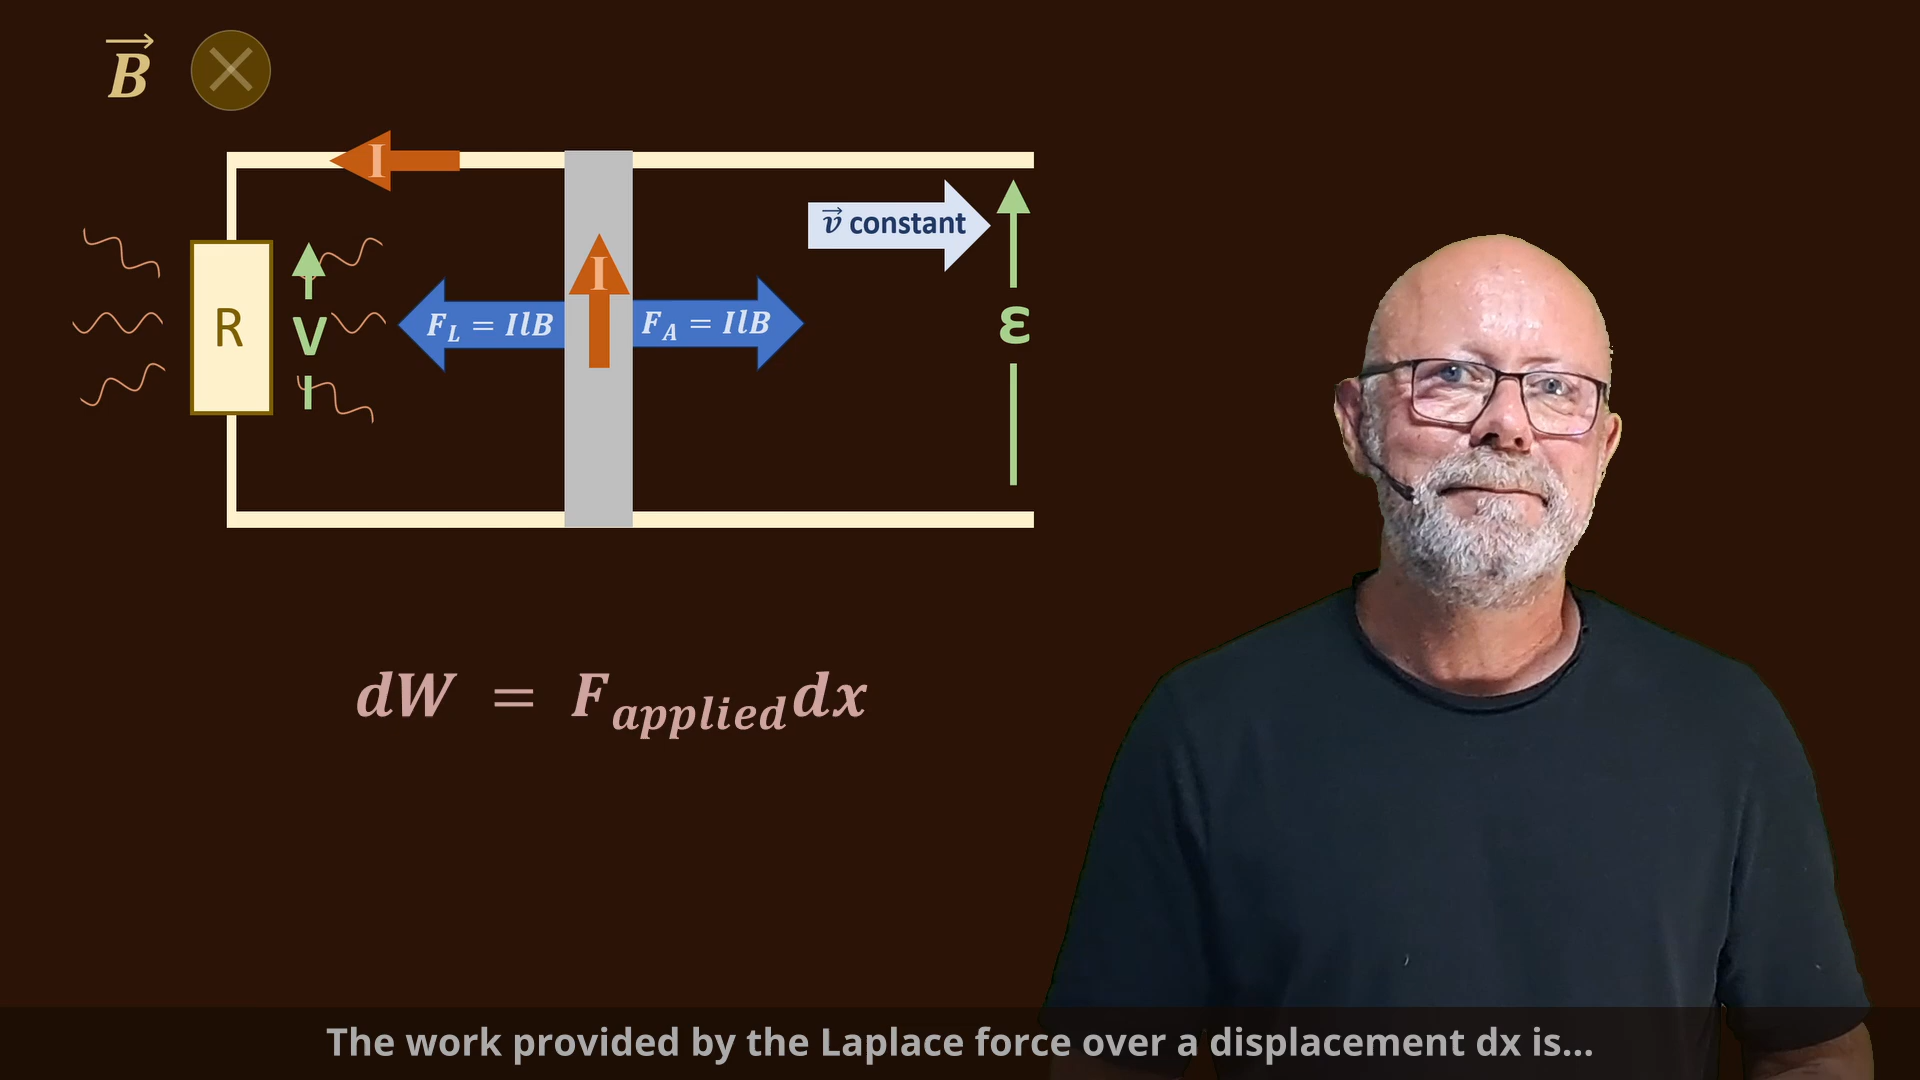 B⃗
I
v⃗ constant
R
V
F_L = IlB
I
F_A = IlB
ε
dW = F_applied dx
The work provided by the Laplace force over a displacement dx is...